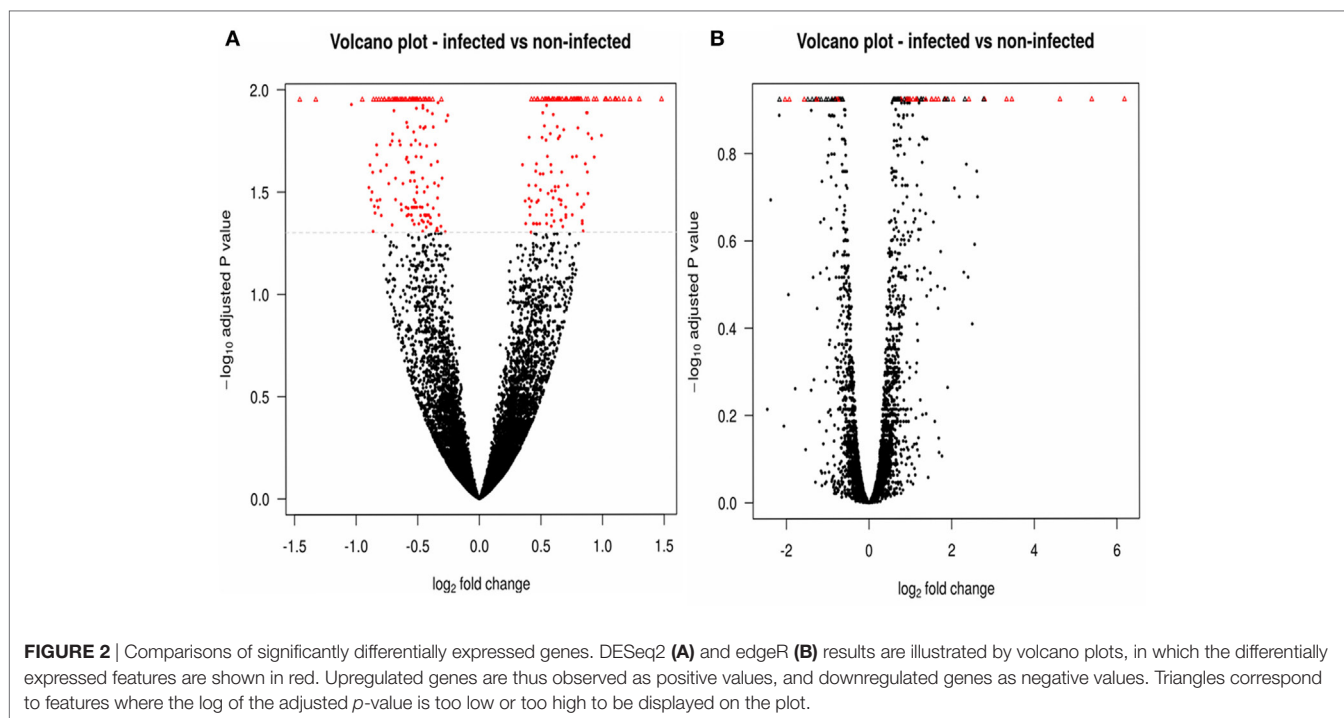 A
Volcano plot - infected vs non-infected
−log₁₀ adjusted P value
2.0
1.5
1.0
0.5
0.0
-1.5 -1.0 -0.5 0.0 0.5 1.0 1.5
log₂ fold change
B
Volcano plot - infected vs non-infected
−log₁₀ adjusted P value
0.8
0.6
0.4
0.2
0.0
-2 0 2 4 6
log₂ fold change
FIGURE 2 | Comparisons of significantly differentially expressed genes. DESeq2 (A) and edgeR (B) results are illustrated by volcano plots, in which the differentially
expressed features are shown in red. Upregulated genes are thus observed as positive values, and downregulated genes as negative values. Triangles correspond
to features where the log of the adjusted p-value is too low or too high to be displayed on the plot.